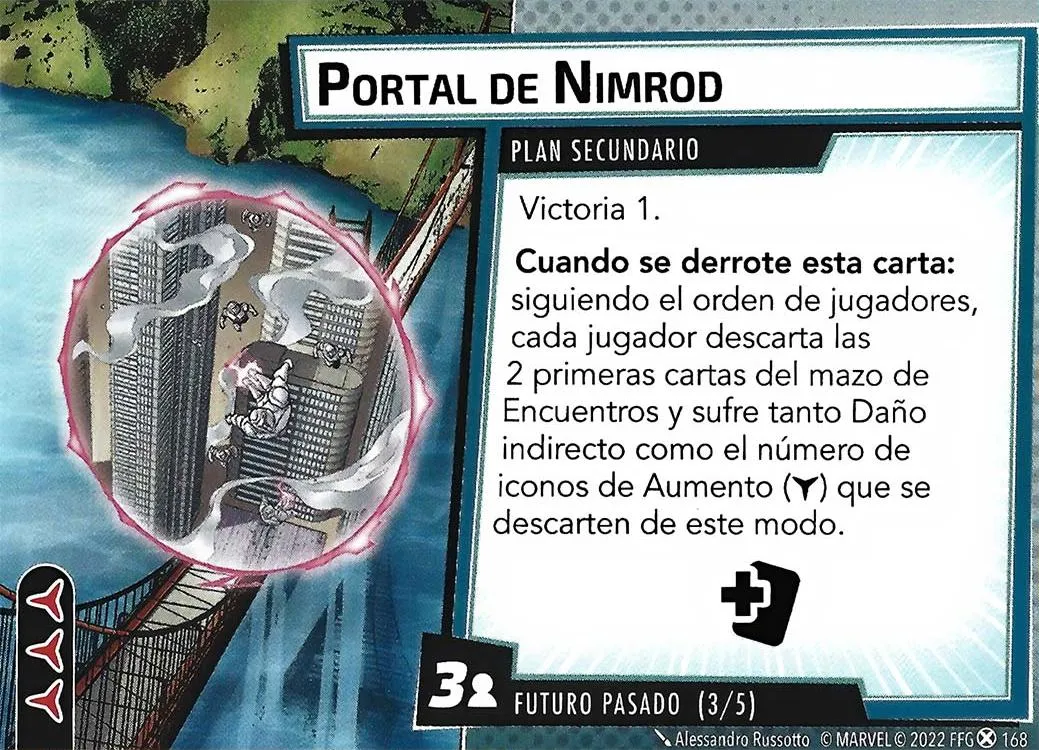 PORTAL DE NIMROD
PLAN SECUNDARIO
Victoria 1.
Cuando se derrote esta carta:
siguiendo el orden de jugadores,
cada jugador descarta las
2 primeras cartas del mazo de
Encuentros y sufre tanto Daño
indirecto como el número de
iconos de Aumento () que se
descarten de este modo.
3
FUTURO PASADO (3/5)
Alessandro Russotto © MARVEL © 2022 FFG 168